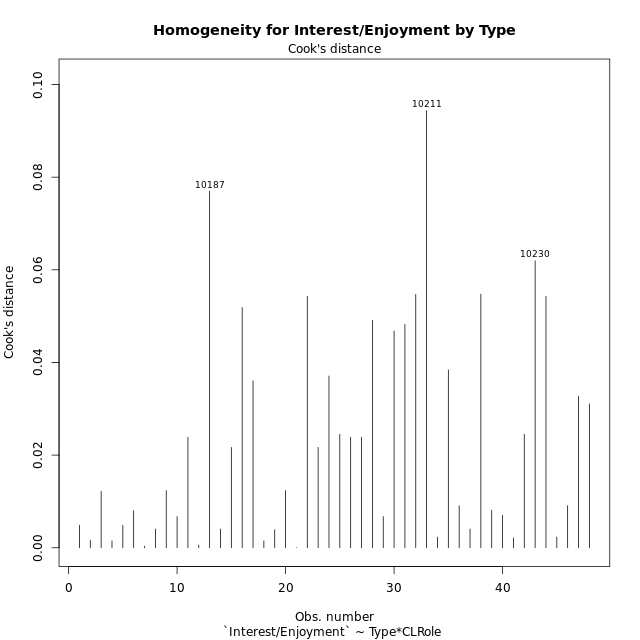 Homogeneity for Interest/Enjoyment by Type
Cook's distance
Cook's distance
0.10
0.08
0.06
0.04
0.02
0.00
10187
10211
10230
0 10 20 30 40
Obs. number
`Interest/Enjoyment` ~ Type*CLRole